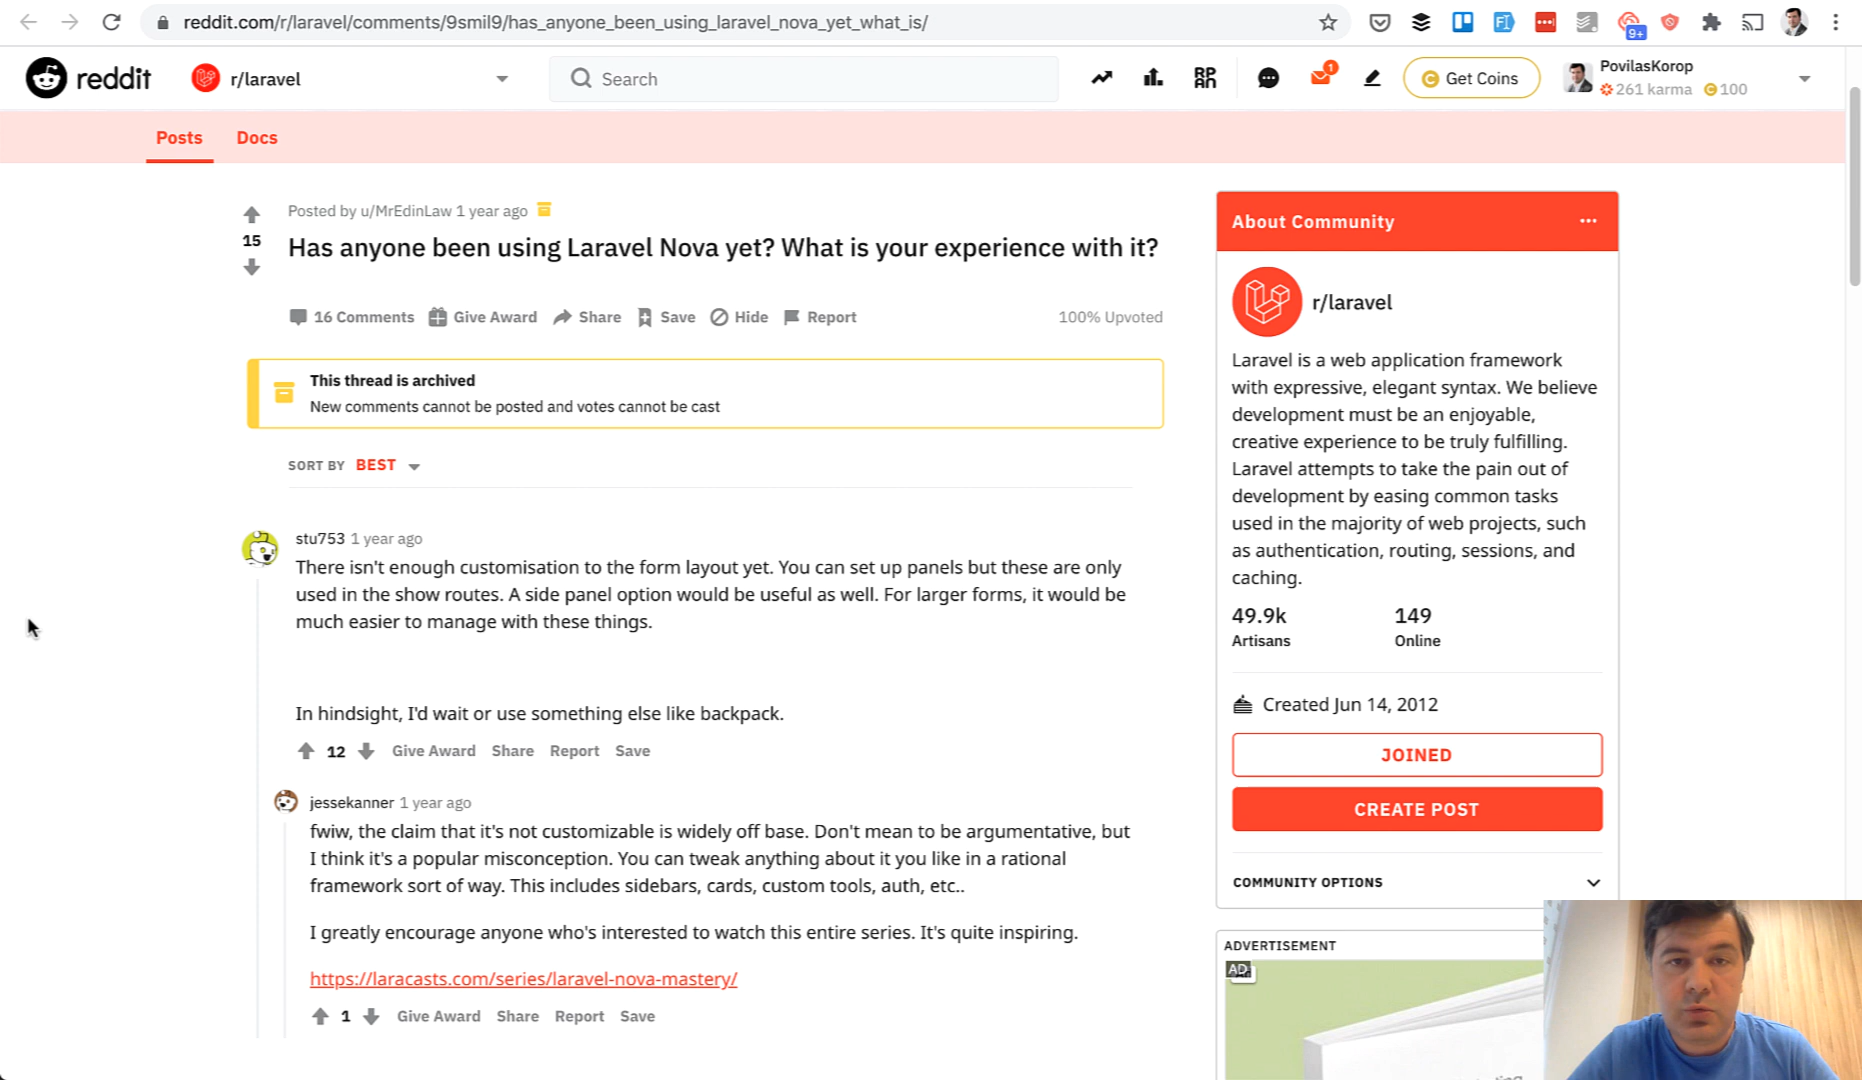 reddit.com/r/laravel/comments/9smil9/has_anyone_been_using_laravel_nova_yet_what_is/
9+
reddit
r/laravel
Search
1
Get Coins
PovilasKorop
261 karma
100
Posts
Docs
15
Posted by u/MrEdinLaw 1 year ago
Has anyone been using Laravel Nova yet? What is your experience with it?
16 Comments
Give Award
Share
Save
Hide
Report
100% Upvoted
This thread is archived
New comments cannot be posted and votes cannot be cast
SORT BY BEST
stu753 1 year ago
There isn't enough customisation to the form layout yet. You can set up panels but these are only
used in the show routes. A side panel option would be useful as well. For larger forms, it would be
much easier to manage with these things.
In hindsight, I'd wait or use something else like backpack.
12
Give Award
Share
Report
Save
jessekanner 1 year ago
fwiw, the claim that it's not customizable is widely off base. Don't mean to be argumentative, but
I think it's a popular misconception. You can tweak anything about it you like in a rational
framework sort of way. This includes sidebars, cards, custom tools, auth, etc..
I greatly encourage anyone who's interested to watch this entire series. It's quite inspiring.
https://laracasts.com/series/laravel-nova-mastery/
1
Give Award
Share
Report
Save
About Community
r/laravel
Laravel is a web application framework
with expressive, elegant syntax. We believe
development must be an enjoyable,
creative experience to be truly fulfilling.
Laravel attempts to take the pain out of
development by easing common tasks
used in the majority of web projects, such
as authentication, routing, sessions, and
caching.
49.9k
Artisans
149
Online
Created Jun 14, 2012
JOINED
CREATE POST
COMMUNITY OPTIONS
ADVERTISEMENT
AD